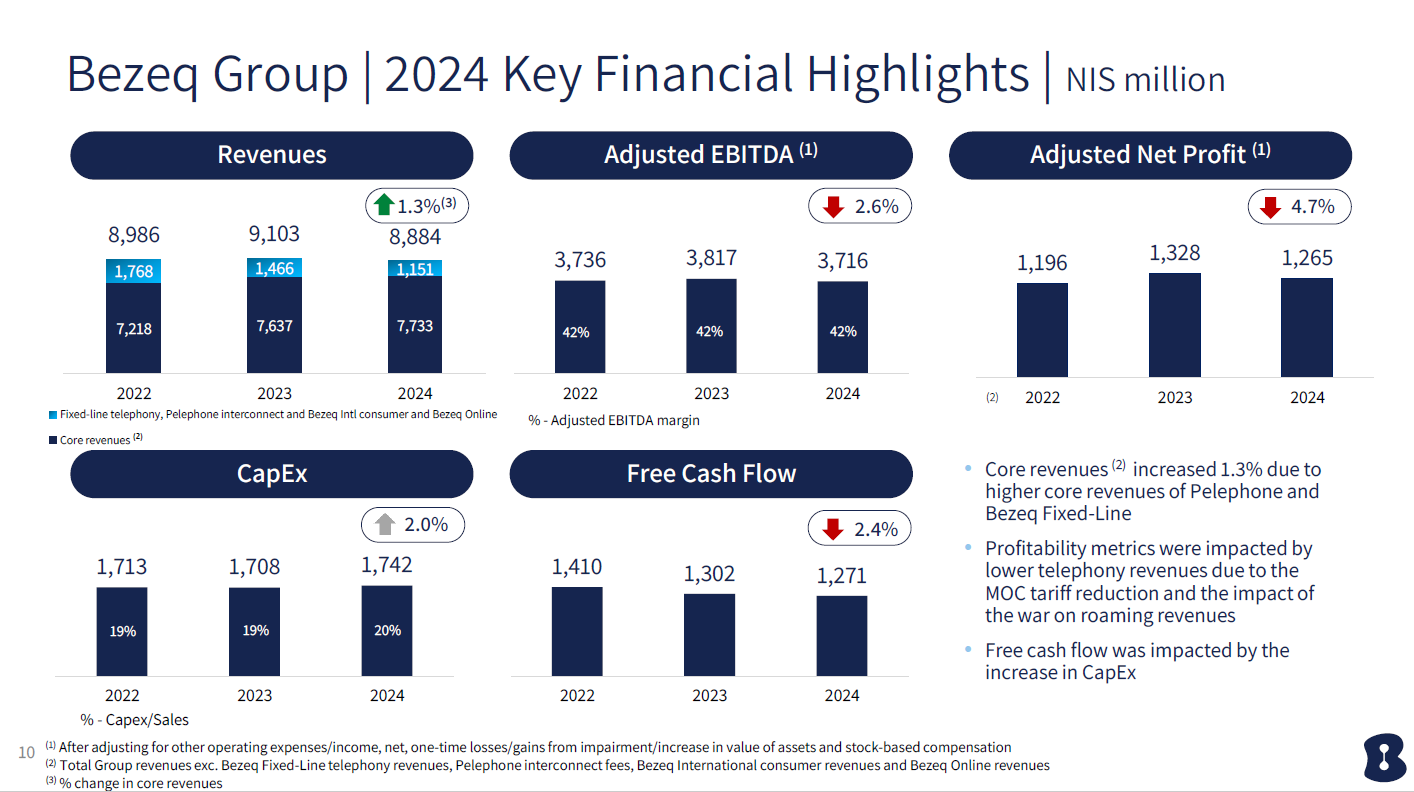 Bezeq Group | 2024 Key Financial Highlights | NIS million
Revenues
1.3%(3)
8,986
9,103
8,884
1,768
1,466
1,151
7,218
7,637
7,733
2022
2023
2024
Fixed-line telephony, Pelephone interconnect and Bezeq Intl consumer and Bezeq Online
Core revenues (2)
Adjusted EBITDA (1)
2.6%
3,736
3,817
3,716
42%
42%
42%
2022
2023
2024
% - Adjusted EBITDA margin
Adjusted Net Profit (1)
4.7%
1,196
1,328
1,265
(2)
2022
2023
2024
CapEx
2.0%
1,713
1,708
1,742
19%
19%
20%
2022
2023
2024
% - Capex/Sales
Free Cash Flow
2.4%
1,410
1,302
1,271
2022
2023
2024
• Core revenues (2) increased 1.3% due to
higher core revenues of Pelephone and
Bezeq Fixed-Line
• Profitability metrics were impacted by
lower telephony revenues due to the
MOC tariff reduction and the impact of
the war on roaming revenues
• Free cash flow was impacted by the
increase in CapEx
10
(1) After adjusting for other operating expenses/income, net, one-time losses/gains from impairment/increase in value of assets and stock-based compensation
(2) Total Group revenues exc. Bezeq Fixed-Line telephony revenues, Pelephone interconnect fees, Bezeq International consumer revenues and Bezeq Online revenues
(3) % change in core revenues